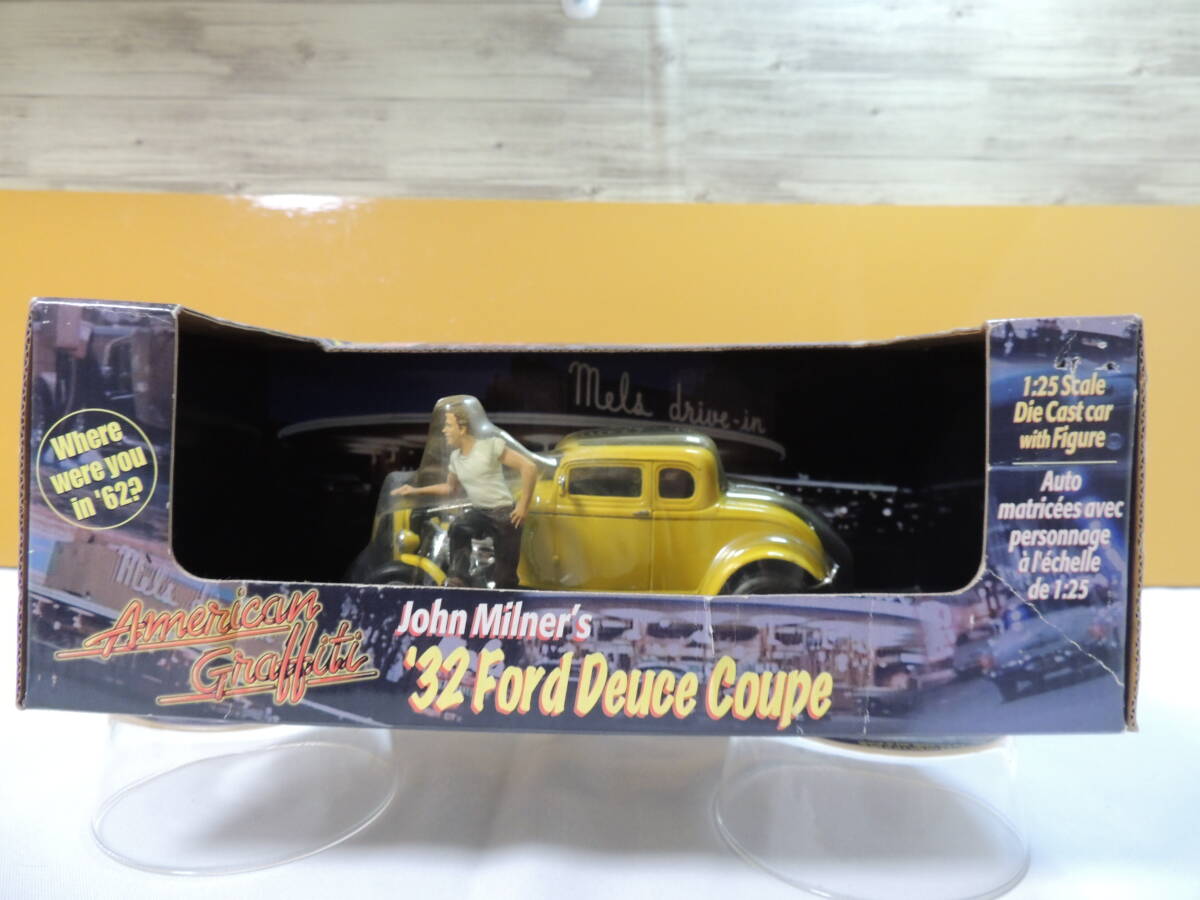 Where
were you
in '62?
Mels drive-in
1:25 Scale
Die Cast car
with Figure
Auto
matricées avec
personnage
à l'échelle
de 1:25
Mels
American
Graffiti
John Milner's
'32 Ford Deuce Coupe